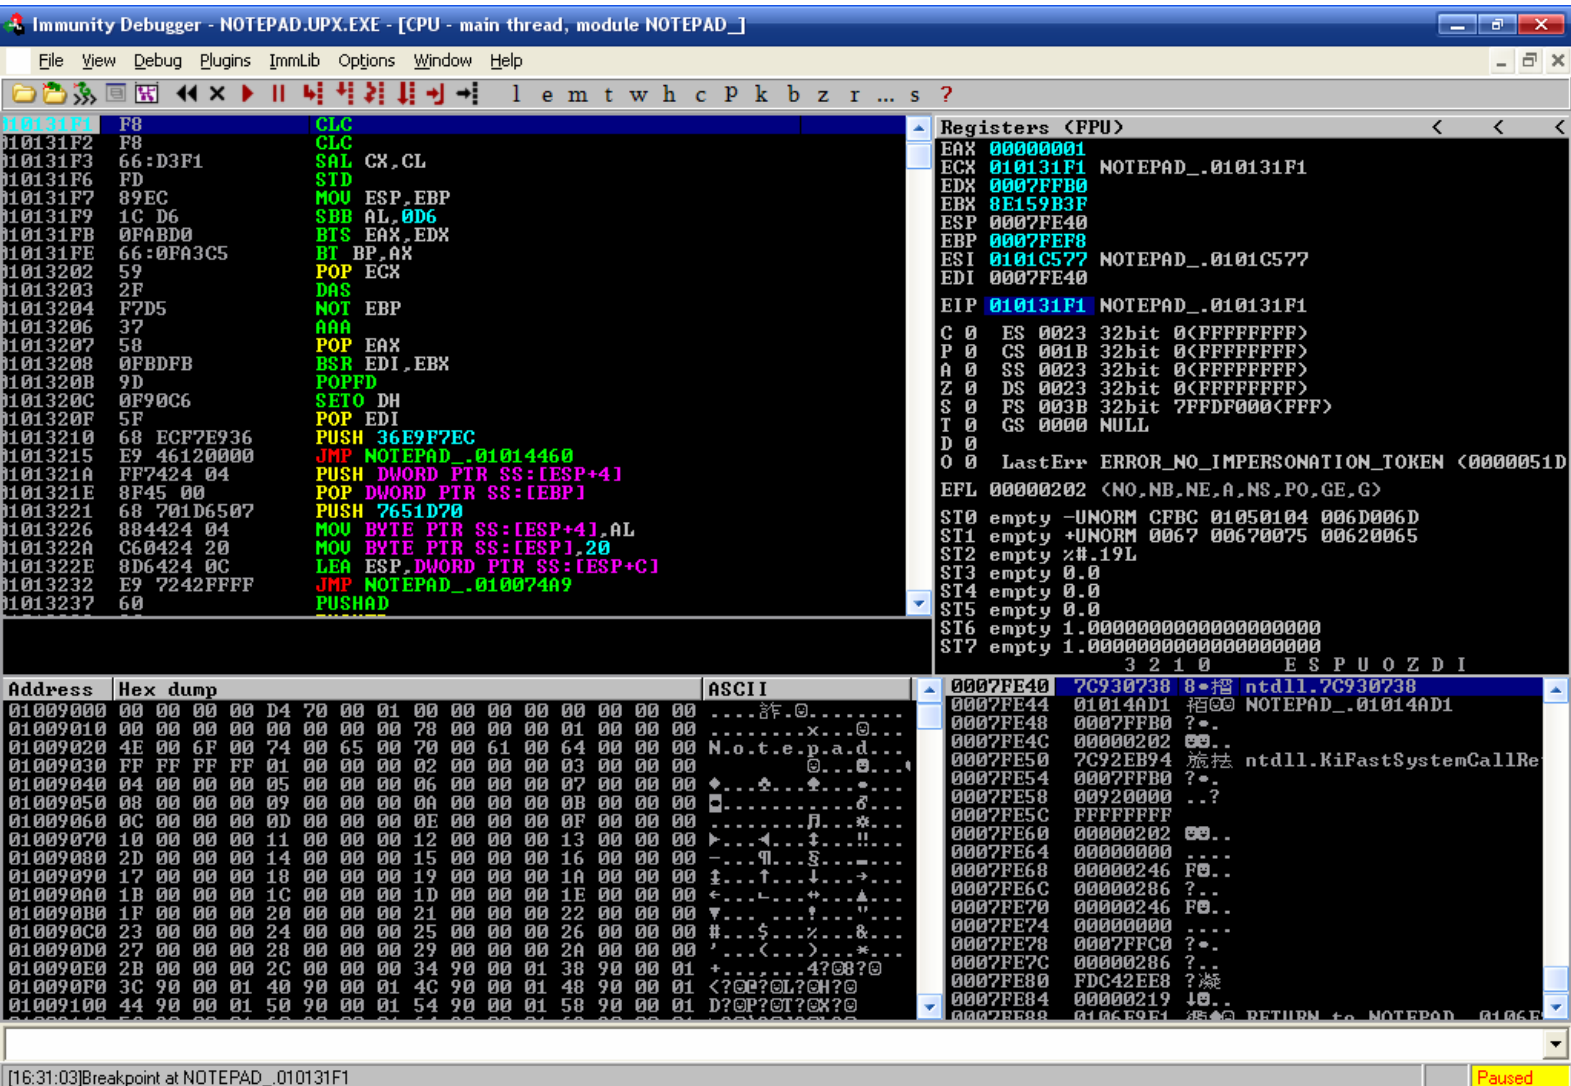 Immunity Debugger - NOTEPAD.UPX.EXE - [CPU - main thread, module NOTEPAD_]
File View Debug Plugins ImmLib Options Window Help
l e m t w h c P k b z r ... s ?
010131F1 F8 CLC
010131F2 F8 CLC
010131F3 66:D3F1 SAL CX,CL
010131F6 FD STD
010131F7 89EC MOV ESP,EBP
010131F9 1C D6 SBB AL,0D6
010131FB 0FABD0 BTS EAX,EDX
010131FE 66:0FA3C5 BT BP,AX
01013202 59 POP ECX
01013203 2F DAS
01013204 F7D5 NOT EBP
01013206 37 AAA
01013207 58 POP EAX
01013208 0FBDFB BSR EDI,EBX
0101320B 9D POPFD
0101320C 0F90C6 SETO DH
0101320F 5F POP EDI
01013210 68 ECF7E936 PUSH 36E9F7EC
01013215 E9 46120000 JMP NOTEPAD_.01014460
0101321A FF7424 04 PUSH DWORD PTR SS:[ESP+4]
0101321E 8F45 00 POP DWORD PTR SS:[EBP]
01013221 68 701D6507 PUSH 7651D70
01013226 884424 04 MOV BYTE PTR SS:[ESP+4],AL
0101322A C60424 20 MOV BYTE PTR SS:[ESP],20
0101322E 8D6424 0C LEA ESP,DWORD PTR SS:[ESP+C]
01013232 E9 7242FFFF JMP NOTEPAD_.010074A9
01013237 60 PUSHAD
Registers (FPU) < < <
EAX 00000001
ECX 010131F1 NOTEPAD_.010131F1
EDX 0007FFB0
EBX 8E159B3F
ESP 0007FE40
EBP 0007FEF8
ESI 0101C577 NOTEPAD_.0101C577
EDI 0007FE40
EIP 010131F1 NOTEPAD_.010131F1
C 0 ES 0023 32bit 0(FFFFFFFF)
P 0 CS 001B 32bit 0(FFFFFFFF)
A 0 SS 0023 32bit 0(FFFFFFFF)
Z 0 DS 0023 32bit 0(FFFFFFFF)
S 0 FS 003B 32bit 7FFDF000(FFF)
T 0 GS 0000 NULL
D 0
O 0 LastErr ERROR_NO_IMPERSONATION_TOKEN (0000051D
EFL 00000202 (NO,NB,NE,A,NS,PO,GE,G)
ST0 empty -UNORM CFBC 01050104 006D006D
ST1 empty +UNORM 0067 00670075 00620065
ST2 empty %#.19L
ST3 empty 0.0
ST4 empty 0.0
ST5 empty 0.0
ST6 empty 1.0000000000000000000
ST7 empty 1.0000000000000000000
3 2 1 0 E S P U O Z D I
Address Hex dump ASCII
01009000 00 00 00 00 D4 70 00 01 00 00 00 00 00 00 00 00
01009010 00 00 00 00 00 00 00 00 78 00 00 00 01 00 00 00
01009020 4E 00 6F 00 74 00 65 00 70 00 61 00 64 00 00 00 N.o.t.e.p.a.d...
01009030 FF FF FF FF 01 00 00 00 02 00 00 00 03 00 00 00
01009040 04 00 00 00 05 00 00 00 06 00 00 00 07 00 00 00
01009050 08 00 00 00 09 00 00 00 0A 00 00 00 0B 00 00 00
01009060 0C 00 00 00 0D 00 00 00 0E 00 00 00 0F 00 00 00
01009070 10 00 00 00 11 00 00 00 12 00 00 00 13 00 00 00
01009080 2D 00 00 00 14 00 00 00 15 00 00 00 16 00 00 00
01009090 17 00 00 00 18 00 00 00 19 00 00 00 1A 00 00 00
010090A0 1B 00 00 00 1C 00 00 00 1D 00 00 00 1E 00 00 00
010090B0 1F 00 00 00 20 00 00 00 21 00 00 00 22 00 00 00
010090C0 23 00 00 00 24 00 00 00 25 00 00 00 26 00 00 00 #...$...%...&...
010090D0 27 00 00 00 28 00 00 00 29 00 00 00 2A 00 00 00 '...(...)...*...
010090E0 2B 00 00 00 2C 00 00 00 34 90 00 01 38 90 00 01
010090F0 3C 90 00 01 40 90 00 01 4C 90 00 01 48 90 00 01
01009100 44 90 00 01 50 90 00 01 54 90 00 01 58 90 00 01
0007FE40 7C930738 ntdll.7C930738
0007FE44 01014AD1 NOTEPAD_.01014AD1
0007FE48 0007FFB0
0007FE4C 00000202
0007FE50 7C92EB94 ntdll.KiFastSystemCallRe
0007FE54 0007FFB0
0007FE58 00920000 ..?
0007FE5C FFFFFFFF
0007FE60 00000202
0007FE64 00000000 ....
0007FE68 00000246
0007FE6C 00000286
0007FE70 00000246
0007FE74 00000000 ....
0007FE78 0007FFC0
0007FE7C 00000286
0007FE80 FDC42EE8
0007FE84 00000219
0007FE88 0106E9E1 RETURN to NOTEPAD_.0106E
[16:31:03]Breakpoint at NOTEPAD_.010131F1
Paused